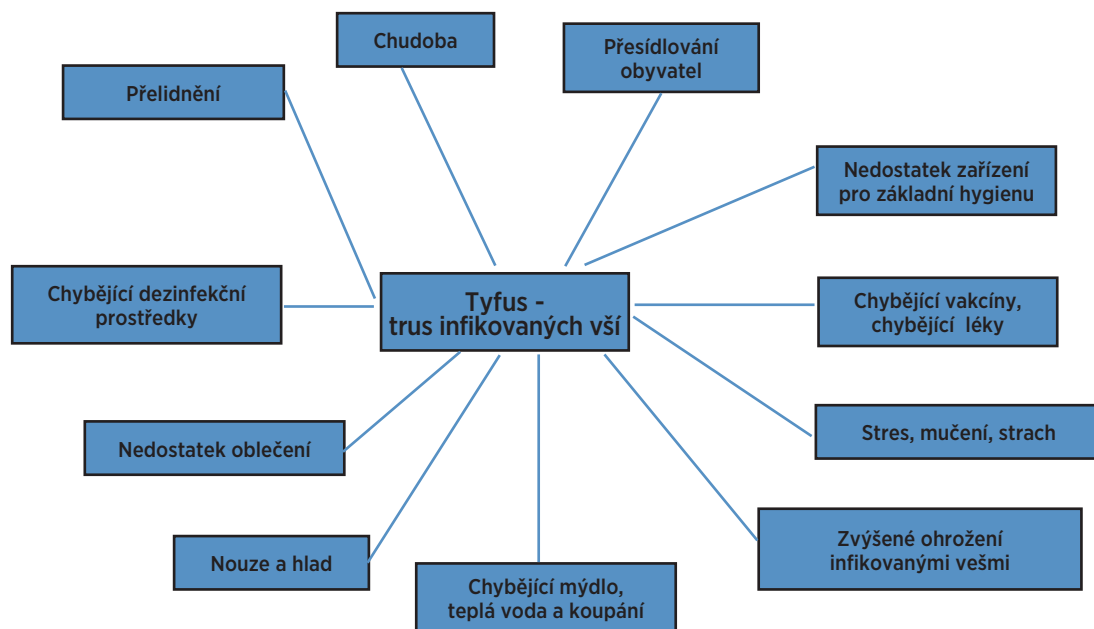 Chudoba
Přesídlování
obyvatel
Přelidnění
Nedostatek zařízení
pro základní hygienu
Chybějící dezinfekční
prostředky
Tyfus -
trus infikovaných vší
Chybějící vakcíny,
chybějící léky
Nedostatek oblečení
Stres, mučení, strach
Nouze a hlad
Chybějící mýdlo,
teplá voda a koupání
Zvýšené ohrožení
infikovanými vešmi